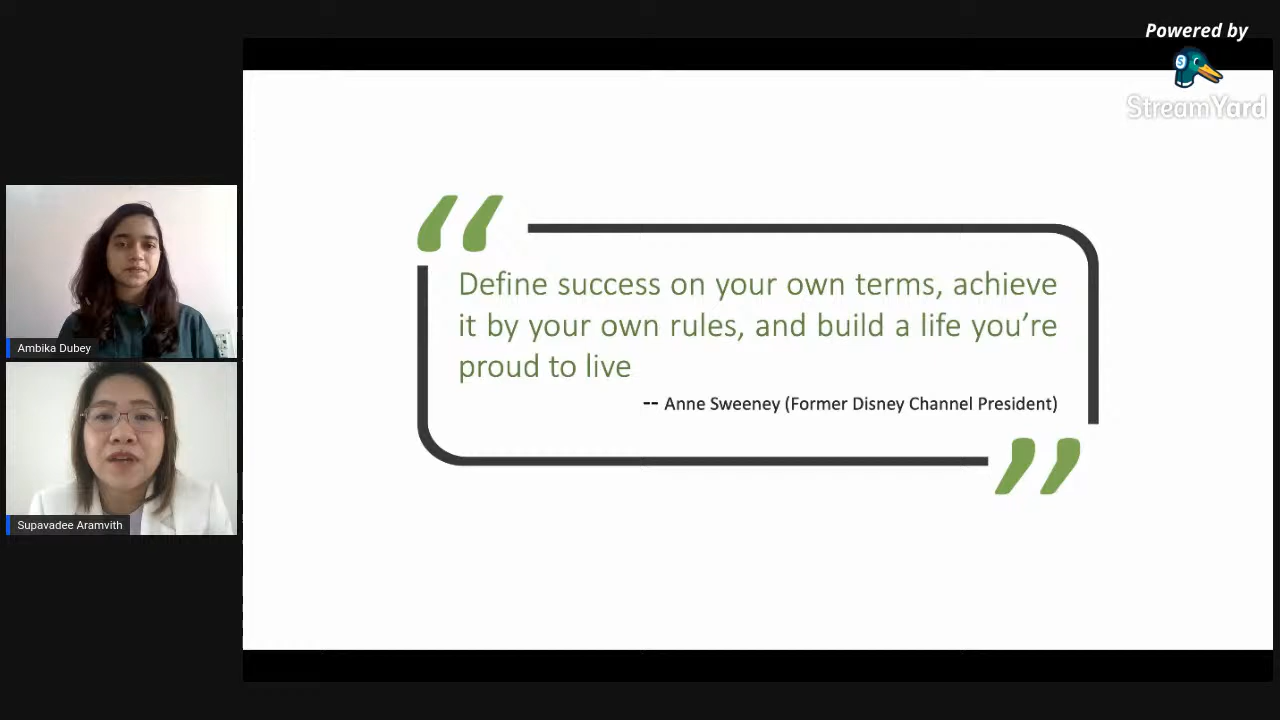 Powered by
StreamYard
Ambika Dubey
Supavadee Aramvith
“
Define success on your own terms, achieve
it by your own rules, and build a life you’re
proud to live
-- Anne Sweeney (Former Disney Channel President)
”